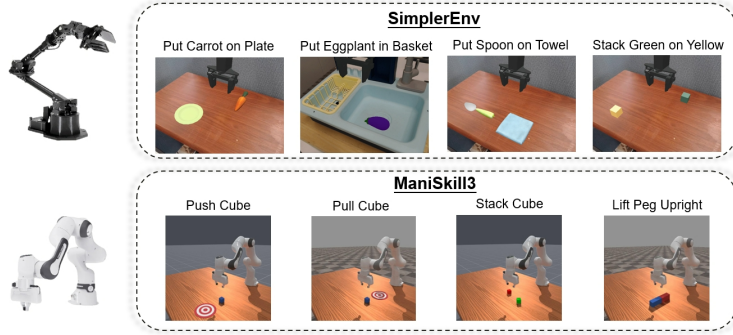 SimplerEnv
Put Carrot on Plate
Put Eggplant in Basket
Put Spoon on Towel
Stack Green on Yellow
ManiSkill3
Push Cube
Pull Cube
Stack Cube
Lift Peg Upright